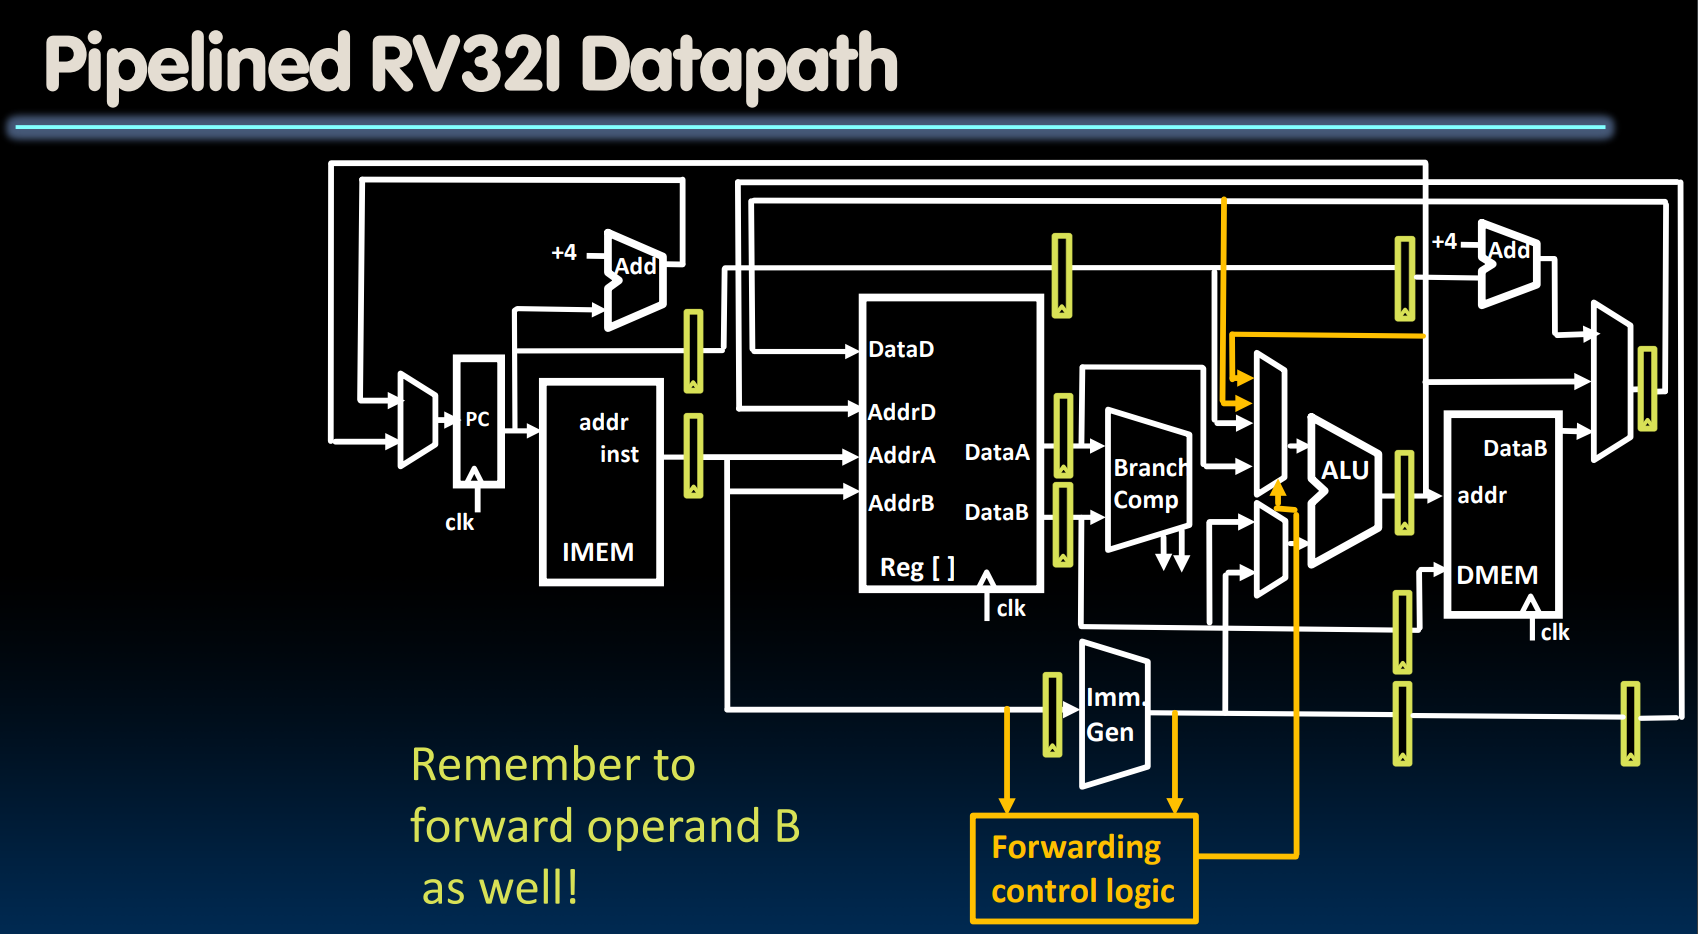 Pipelined RV32I Datapath
+4
Add
+4
Add
DataD
AddrD
AddrA
AddrB
DataA
DataB
Reg [ ]
clk
PC
clk
addr
inst
IMEM
Branch
Comp
ALU
DataB
addr
DMEM
clk
Imm.
Gen
Remember to
forward operand B
as well!
Forwarding
control logic